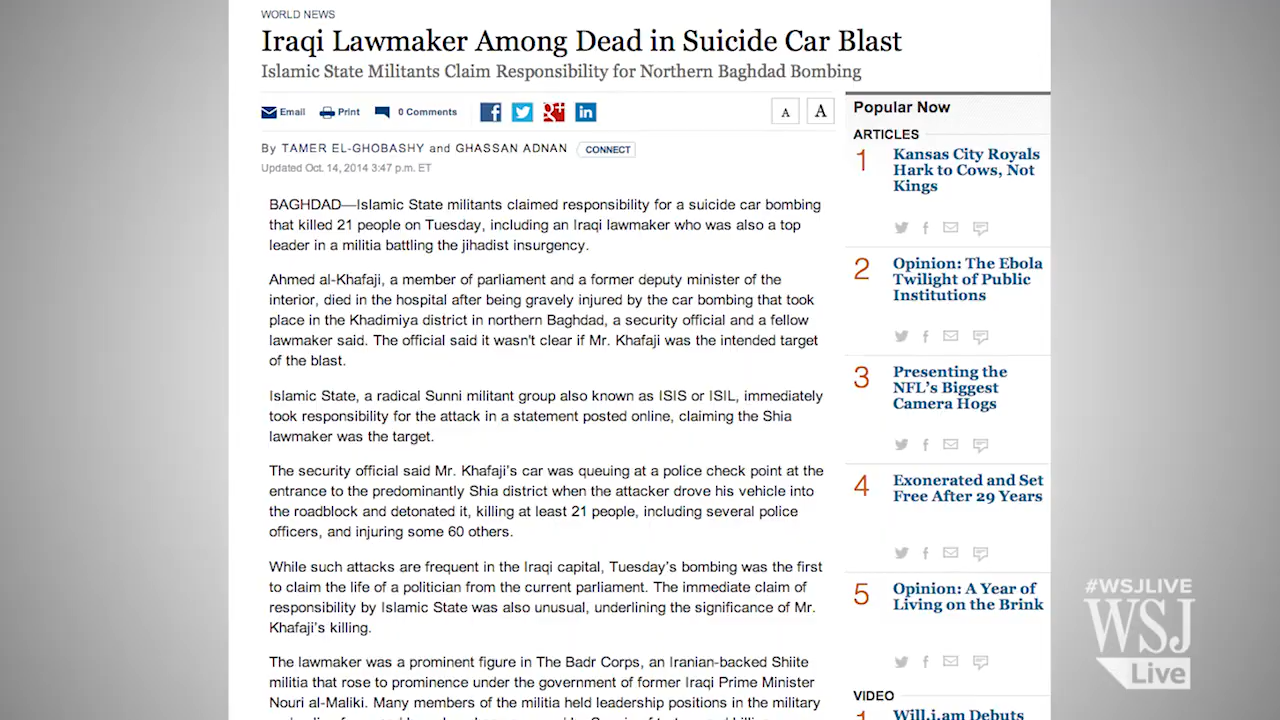 WORLD NEWS
Iraqi Lawmaker Among Dead in Suicide Car Blast
Islamic State Militants Claim Responsibility for Northern Baghdad Bombing
Email Print 0 Comments A A
By TAMER EL-GHOBASHY and GHASSAN ADNAN CONNECT
Updated Oct. 14, 2014 3:47 p.m. ET
BAGHDAD—Islamic State militants claimed responsibility for a suicide car bombing
that killed 21 people on Tuesday, including an Iraqi lawmaker who was also a top
leader in a militia battling the jihadist insurgency.
Ahmed al-Khafaji, a member of parliament and a former deputy minister of the
interior, died in the hospital after being gravely injured by the car bombing that took
place in the Khadimiya district in northern Baghdad, a security official and a fellow
lawmaker said. The official said it wasn't clear if Mr. Khafaji was the intended target
of the blast.
Islamic State, a radical Sunni militant group also known as ISIS or ISIL, immediately
took responsibility for the attack in a statement posted online, claiming the Shia
lawmaker was the target.
The security official said Mr. Khafaji's car was queuing at a police check point at the
entrance to the predominantly Shia district when the attacker drove his vehicle into
the roadblock and detonated it, killing at least 21 people, including several police
officers, and injuring some 60 others.
While such attacks are frequent in the Iraqi capital, Tuesday's bombing was the first
to claim the life of a politician from the current parliament. The immediate claim of
responsibility by Islamic State was also unusual, underlining the significance of Mr.
Khafaji's killing.
The lawmaker was a prominent figure in The Badr Corps, an Iranian-backed Shiite
militia that rose to prominence under the government of former Iraqi Prime Minister
Nouri al-Maliki. Many members of the militia held leadership positions in the military
Popular Now
ARTICLES
1 Kansas City Royals
Hark to Cows, Not
Kings
2 Opinion: The Ebola
Twilight of Public
Institutions
3 Presenting the
NFL's Biggest
Camera Hogs
4 Exonerated and Set
Free After 29 Years
5 Opinion: A Year of
Living on the Brink
VIDEO
1 Will.i.am Debuts
#WSJLIVE
WSJ
Live